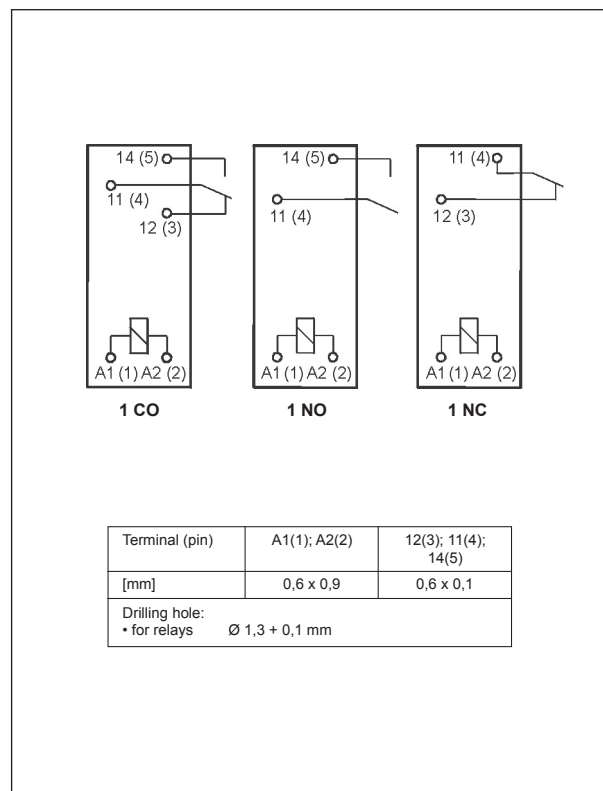 14 (5)
11 (4)
12 (3)
A1 (1) A2 (2)
1 CO
14 (5)
11 (4)
A1 (1) A2 (2)
1 NO
11 (4)
12 (3)
A1 (1) A2 (2)
1 NC
Terminal (pin) A1(1); A2(2) 12(3); 11(4);
14(5)
[mm] 0,6 x 0,9 0,6 x 0,1
Drilling hole:
• for relays Ø 1,3 + 0,1 mm